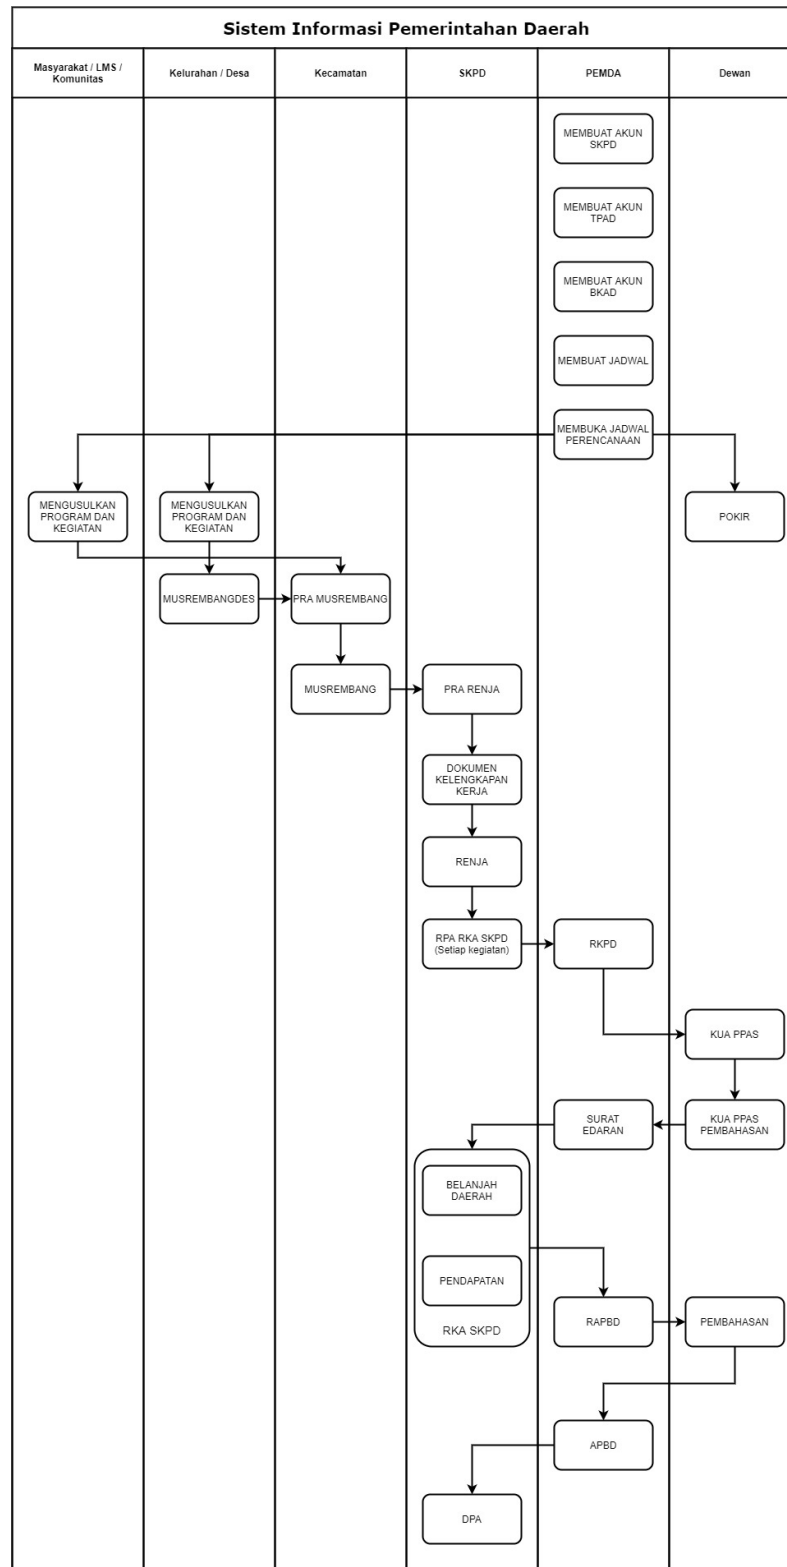 Sistem Informasi Pemerintahan Daerah
Masyarakat / LMS /
Komunitas
Kelurahan / Desa
Kecamatan
SKPD
PEMDA
Dewan
MEMBUAT AKUN
SKPD
MEMBUAT AKUN
TPAD
MEMBUAT AKUN
BKAD
MEMBUAT JADWAL
MEMBUKA JADWAL
PERENCANAAN
MENGUSULKAN
PROGRAM DAN
KEGIATAN
MENGUSULKAN
PROGRAM DAN
KEGIATAN
POKIR
MUSREMBANGDES
PRA MUSREMBANG
MUSREMBANG
PRA RENJA
DOKUMEN
KELENGKAPAN
KERJA
RENJA
RPA RKA SKPD
(Setiap kegiatan)
RKPD
KUA PPAS
SURAT
EDARAN
KUA PPAS
PEMBAHASAN
BELANJAH
DAERAH
PENDAPATAN
RKA SKPD
RAPBD
PEMBAHASAN
APBD
DPA